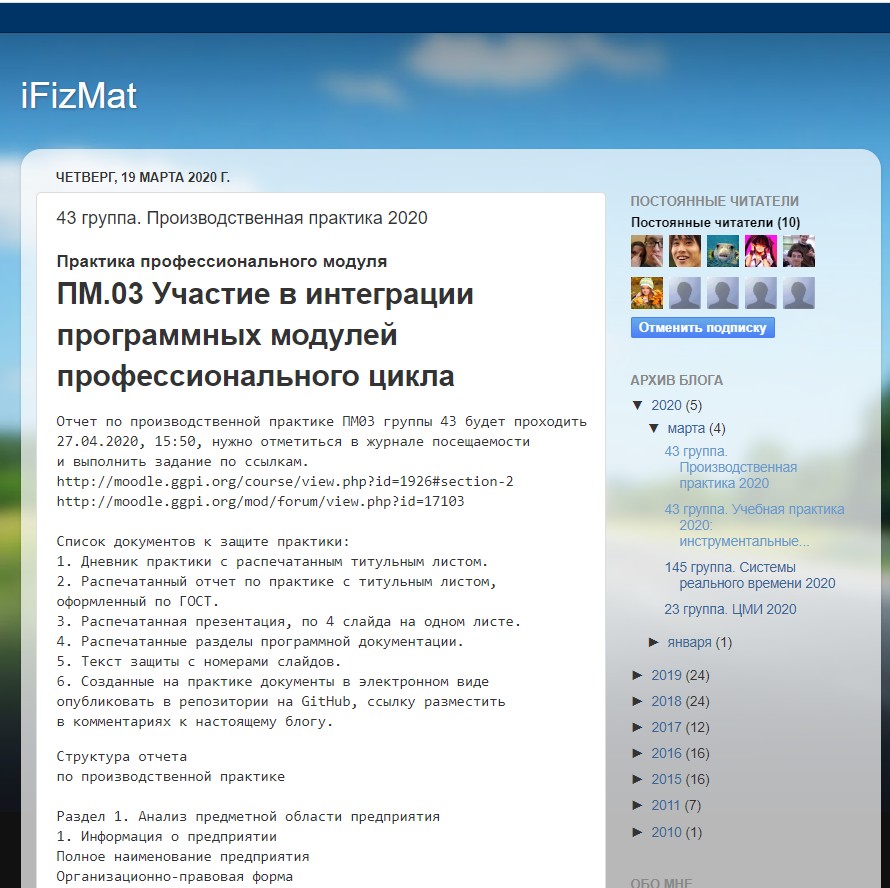 iFizMat
ЧЕТВЕРГ, 19 МАРТА 2020 Г.
43 группа. Производственная практика 2020
Практика профессионального модуля
ПМ.03 Участие в интеграции
программных модулей
профессионального цикла
Отчет по производственной практике ПМ03 группы 43 будет проходить
27.04.2020, 15:50, нужно отметиться в журнале посещаемости
и выполнить задание по ссылкам.
http://moodle.ggpi.org/course/view.php?id=1926#section-2
http://moodle.ggpi.org/mod/forum/view.php?id=17103
Список документов к защите практики:
1. Дневник практики с распечатанным титульным листом.
2. Распечатанный отчет по практике с титульным листом,
оформленный по ГОСТ.
3. Распечатанная презентация, по 4 слайда на одном листе.
4. Распечатанные разделы программной документации.
5. Текст защиты с номерами слайдов.
6. Созданные на практике документы в электронном виде
опубликовать в репозитории на GitHub, ссылку разместить
в комментариях к настоящему блогу.
Структура отчета
по производственной практике
Раздел 1. Анализ предметной области предприятия
1. Информация о предприятии
Полное наименование предприятия
Организационно-правовая форма
ПОСТОЯННЫЕ ЧИТАТЕЛИ
Постоянные читатели (10)
Отменить подписку
АРХИВ БЛОГА
▼ 2020 (5)
▼ марта (4)
43 группа.
Производственная
практика 2020
43 группа. Учебная практика
2020:
инструментальные...
145 группа. Системы
реального времени 2020
23 группа. ЦМИ 2020
► января (1)
► 2019 (24)
► 2018 (24)
► 2017 (12)
► 2016 (16)
► 2015 (16)
► 2011 (7)
► 2010 (1)
ОБО МНЕ